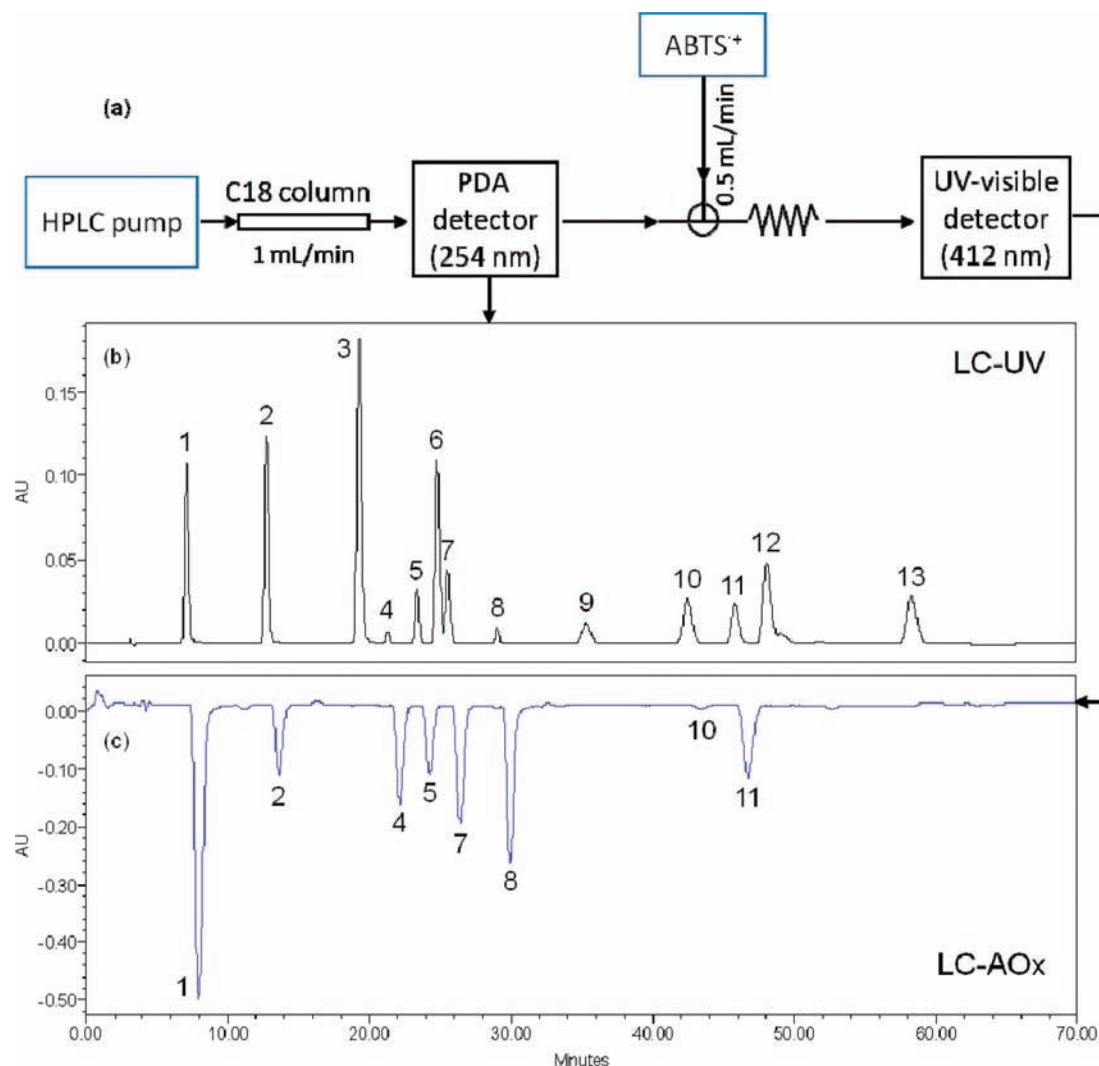 ABTS·+
(a)
0.5 mL/min
HPLC pump
C18 column
1 mL/min
PDA
detector
(254 nm)
UV-visible
detector
(412 nm)
(b)
LC-UV
AU
0.15
0.10
0.05
0.00
1
2
3
4
5
6
7
8
9
10
11
12
13
(c)
LC-AOx
AU
0.00
-0.10
-0.20
-0.30
-0.40
-0.50
1
2
4
5
7
8
10
11
0.00 10.00 20.00 30.00 40.00 50.00 60.00 70.00
Minutes